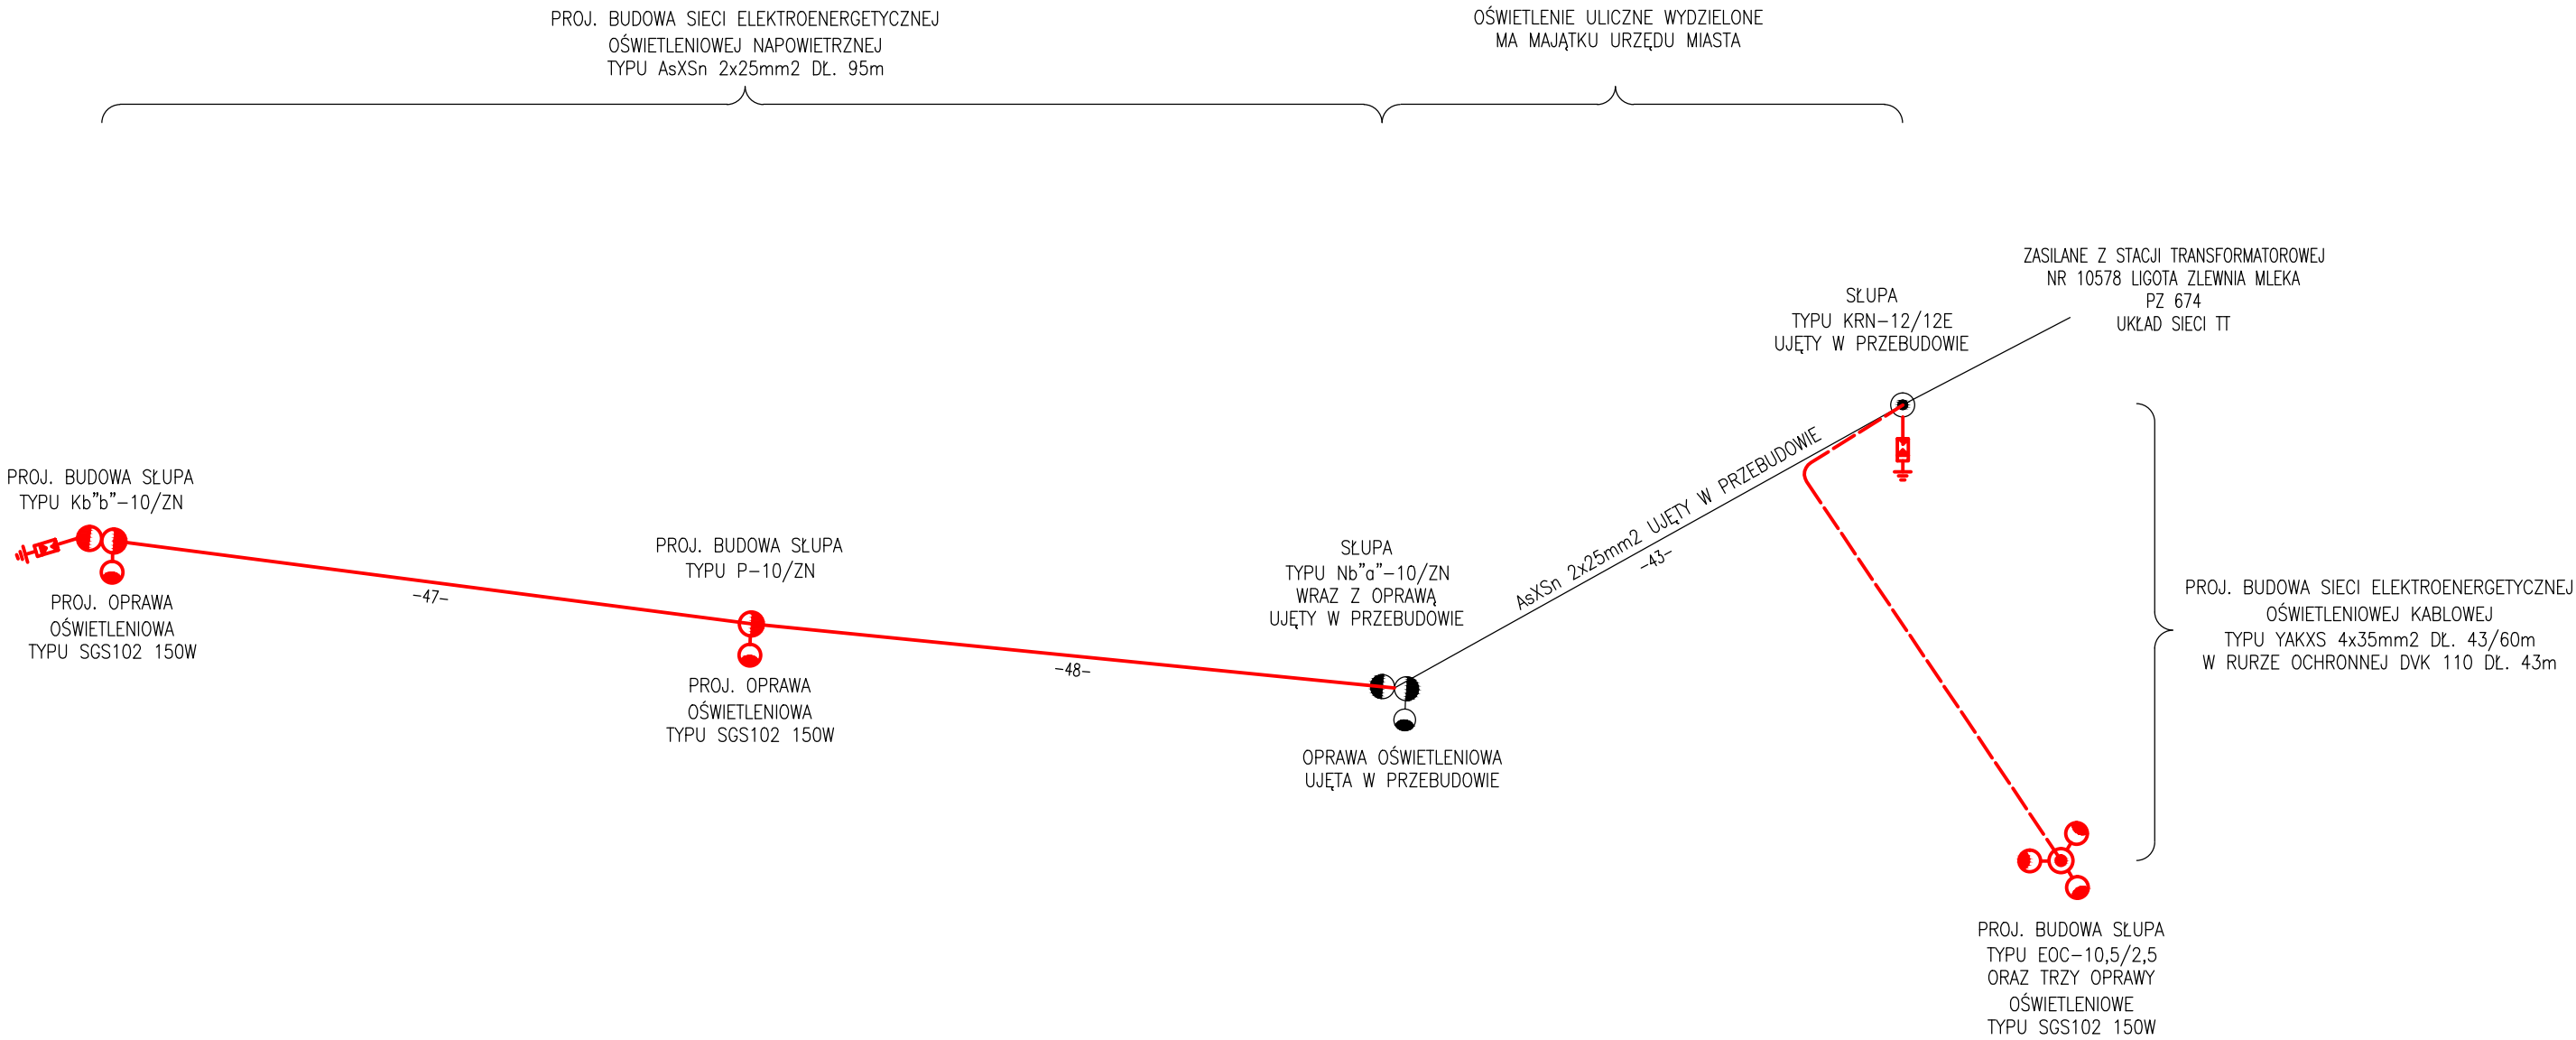 PROJ. BUDOWA SIECI ELEKTROENERGETYCZNEJ
OŚWIETLENIOWEJ NAPOWIETRZNEJ
TYPU AsXSn 2x25mm2 DŁ. 95m
OŚWIETLENIE ULICZNE WYDZIELONE
MA MAJĄTKU URZĘDU MIASTA
ZASILANE Z STACJI TRANSFORMATOROWEJ
NR 10578 LIGOTA ZLEWNIA MLEKA
PZ 674
UKŁAD SIECI TT
SŁUPA
TYPU KRN-12/12E
UJĘTY W PRZEBUDOWIE
PROJ. BUDOWA SŁUPA
TYPU Kb"b"-10/ZN
PROJ. OPRAWA
OŚWIETLENIOWA
TYPU SGS102 150W
-47-
PROJ. BUDOWA SŁUPA
TYPU P-10/ZN
PROJ. OPRAWA
OŚWIETLENIOWA
TYPU SGS102 150W
-48-
SŁUPA
TYPU Nb"a"-10/ZN
WRAZ Z OPRAWĄ
UJĘTY W PRZEBUDOWIE
OPRAWA OŚWIETLENIOWA
UJĘTA W PRZEBUDOWIE
AsXSn 2x25mm2 UJĘTY W PRZEBUDOWIE
-43-
PROJ. BUDOWA SIECI ELEKTROENERGETYCZNEJ
OŚWIETLENIOWEJ KABLOWEJ
TYPU YAKXS 4x35mm2 DŁ. 43/60m
W RURZE OCHRONNEJ DVK 110 DŁ. 43m
PROJ. BUDOWA SŁUPA
TYPU EOC-10,5/2,5
ORAZ TRZY OPRAWY
OŚWIETLENIOWE
TYPU SGS102 150W